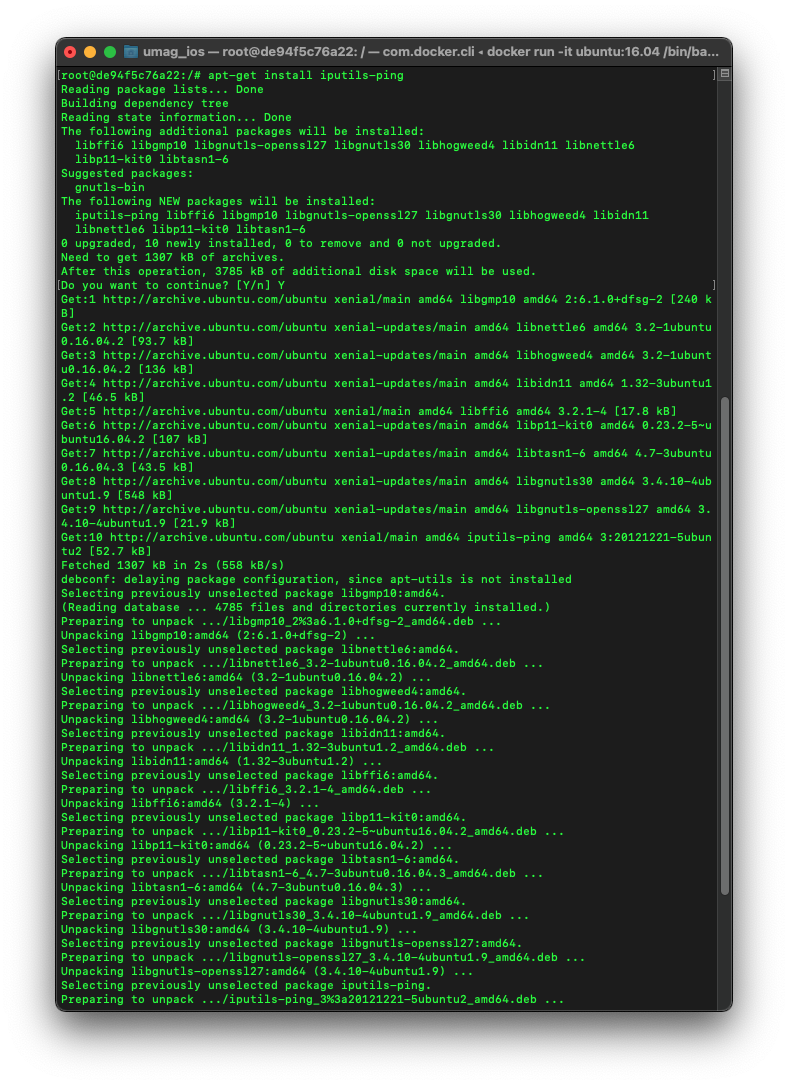 umag_ios — root@de94f5c76a22: / — com.docker.cli ◂ docker run -it ubuntu:16.04 /bin/ba...
[root@de94f5c76a22:/# apt-get install iputils-ping ]
Reading package lists... Done
Building dependency tree
Reading state information... Done
The following additional packages will be installed:
  libffi6 libgmp10 libgnutls-openssl27 libgnutls30 libhogweed4 libidn11 libnettle6
  libp11-kit0 libtasn1-6
Suggested packages:
  gnutls-bin
The following NEW packages will be installed:
  iputils-ping libffi6 libgmp10 libgnutls-openssl27 libgnutls30 libhogweed4 libidn11
  libnettle6 libp11-kit0 libtasn1-6
0 upgraded, 10 newly installed, 0 to remove and 0 not upgraded.
Need to get 1307 kB of archives.
After this operation, 3785 kB of additional disk space will be used.
[Do you want to continue? [Y/n] Y ]
Get:1 http://archive.ubuntu.com/ubuntu xenial/main amd64 libgmp10 amd64 2:6.1.0+dfsg-2 [240 k
B]
Get:2 http://archive.ubuntu.com/ubuntu xenial-updates/main amd64 libnettle6 amd64 3.2-1ubuntu
0.16.04.2 [93.7 kB]
Get:3 http://archive.ubuntu.com/ubuntu xenial-updates/main amd64 libhogweed4 amd64 3.2-1ubunt
u0.16.04.2 [136 kB]
Get:4 http://archive.ubuntu.com/ubuntu xenial-updates/main amd64 libidn11 amd64 1.32-3ubuntu1
.2 [46.5 kB]
Get:5 http://archive.ubuntu.com/ubuntu xenial/main amd64 libffi6 amd64 3.2.1-4 [17.8 kB]
Get:6 http://archive.ubuntu.com/ubuntu xenial-updates/main amd64 libp11-kit0 amd64 0.23.2-5~u
buntu16.04.2 [107 kB]
Get:7 http://archive.ubuntu.com/ubuntu xenial-updates/main amd64 libtasn1-6 amd64 4.7-3ubuntu
0.16.04.3 [43.5 kB]
Get:8 http://archive.ubuntu.com/ubuntu xenial-updates/main amd64 libgnutls30 amd64 3.4.10-4ub
untu1.9 [548 kB]
Get:9 http://archive.ubuntu.com/ubuntu xenial-updates/main amd64 libgnutls-openssl27 amd64 3.
4.10-4ubuntu1.9 [21.9 kB]
Get:10 http://archive.ubuntu.com/ubuntu xenial/main amd64 iputils-ping amd64 3:20121221-5ubun
tu2 [52.7 kB]
Fetched 1307 kB in 2s (558 kB/s)
debconf: delaying package configuration, since apt-utils is not installed
Selecting previously unselected package libgmp10:amd64.
(Reading database ... 4785 files and directories currently installed.)
Preparing to unpack .../libgmp10_2%3a6.1.0+dfsg-2_amd64.deb ...
Unpacking libgmp10:amd64 (2:6.1.0+dfsg-2) ...
Selecting previously unselected package libnettle6:amd64.
Preparing to unpack .../libnettle6_3.2-1ubuntu0.16.04.2_amd64.deb ...
Unpacking libnettle6:amd64 (3.2-1ubuntu0.16.04.2) ...
Selecting previously unselected package libhogweed4:amd64.
Preparing to unpack .../libhogweed4_3.2-1ubuntu0.16.04.2_amd64.deb ...
Unpacking libhogweed4:amd64 (3.2-1ubuntu0.16.04.2) ...
Selecting previously unselected package libidn11:amd64.
Preparing to unpack .../libidn11_1.32-3ubuntu1.2_amd64.deb ...
Unpacking libidn11:amd64 (1.32-3ubuntu1.2) ...
Selecting previously unselected package libffi6:amd64.
Preparing to unpack .../libffi6_3.2.1-4_amd64.deb ...
Unpacking libffi6:amd64 (3.2.1-4) ...
Selecting previously unselected package libp11-kit0:amd64.
Preparing to unpack .../libp11-kit0_0.23.2-5~ubuntu16.04.2_amd64.deb ...
Unpacking libp11-kit0:amd64 (0.23.2-5~ubuntu16.04.2) ...
Selecting previously unselected package libtasn1-6:amd64.
Preparing to unpack .../libtasn1-6_4.7-3ubuntu0.16.04.3_amd64.deb ...
Unpacking libtasn1-6:amd64 (4.7-3ubuntu0.16.04.3) ...
Selecting previously unselected package libgnutls30:amd64.
Preparing to unpack .../libgnutls30_3.4.10-4ubuntu1.9_amd64.deb ...
Unpacking libgnutls30:amd64 (3.4.10-4ubuntu1.9) ...
Selecting previously unselected package libgnutls-openssl27:amd64.
Preparing to unpack .../libgnutls-openssl27_3.4.10-4ubuntu1.9_amd64.deb ...
Unpacking libgnutls-openssl27:amd64 (3.4.10-4ubuntu1.9) ...
Selecting previously unselected package iputils-ping.
Preparing to unpack .../iputils-ping_3%3a20121221-5ubuntu2_amd64.deb ...